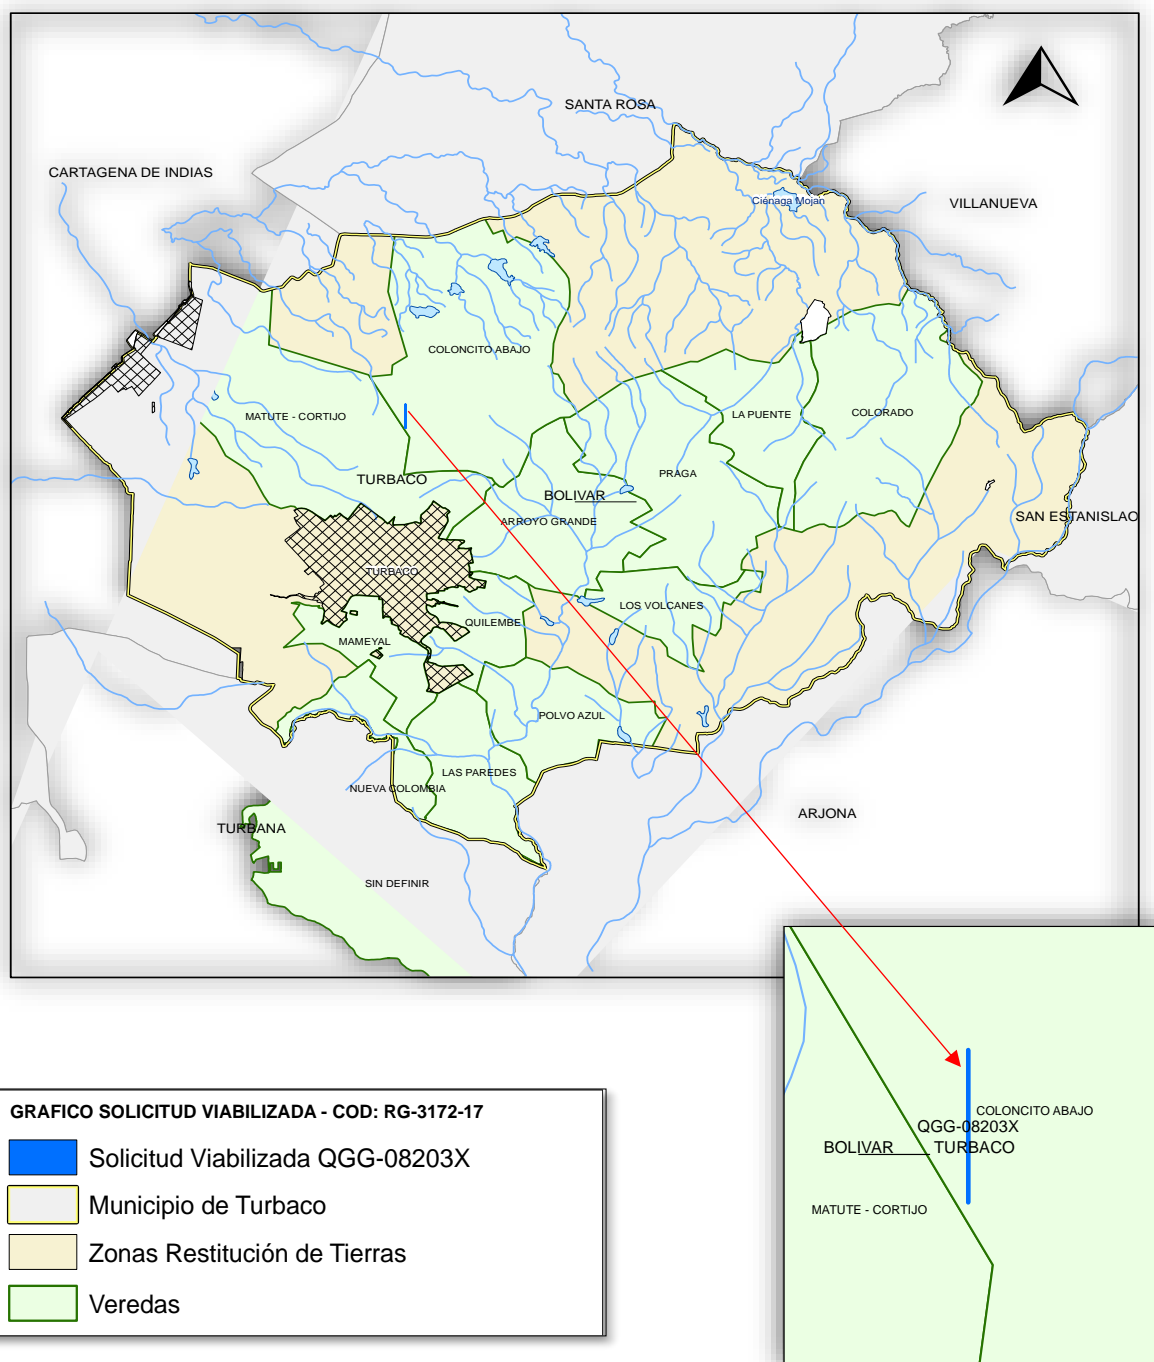 SANTA ROSA
CARTAGENA DE INDIAS
Ciénaga Mojan
VILLANUEVA
COLONCITO ABAJO
MATUTE - CORTIJO
LA PUENTE
COLORADO
PRAGA
TURBACO
BOLIVAR
ARROYO GRANDE
SAN ESTANISLAO
TURBACO
LOS VOLCANES
QUILEMBE
MAMEYAL
POLVO AZUL
LAS PAREDES
NUEVA COLOMBIA
ARJONA
TURBANA
SIN DEFINIR
COLONCITO ABAJO
QGG-08203X
BOLIVAR TURBACO
MATUTE - CORTIJO
GRAFICO SOLICITUD VIABILIZADA - COD: RG-3172-17
Solicitud Viabilizada QGG-08203X
Municipio de Turbaco
Zonas Restitución de Tierras
Veredas